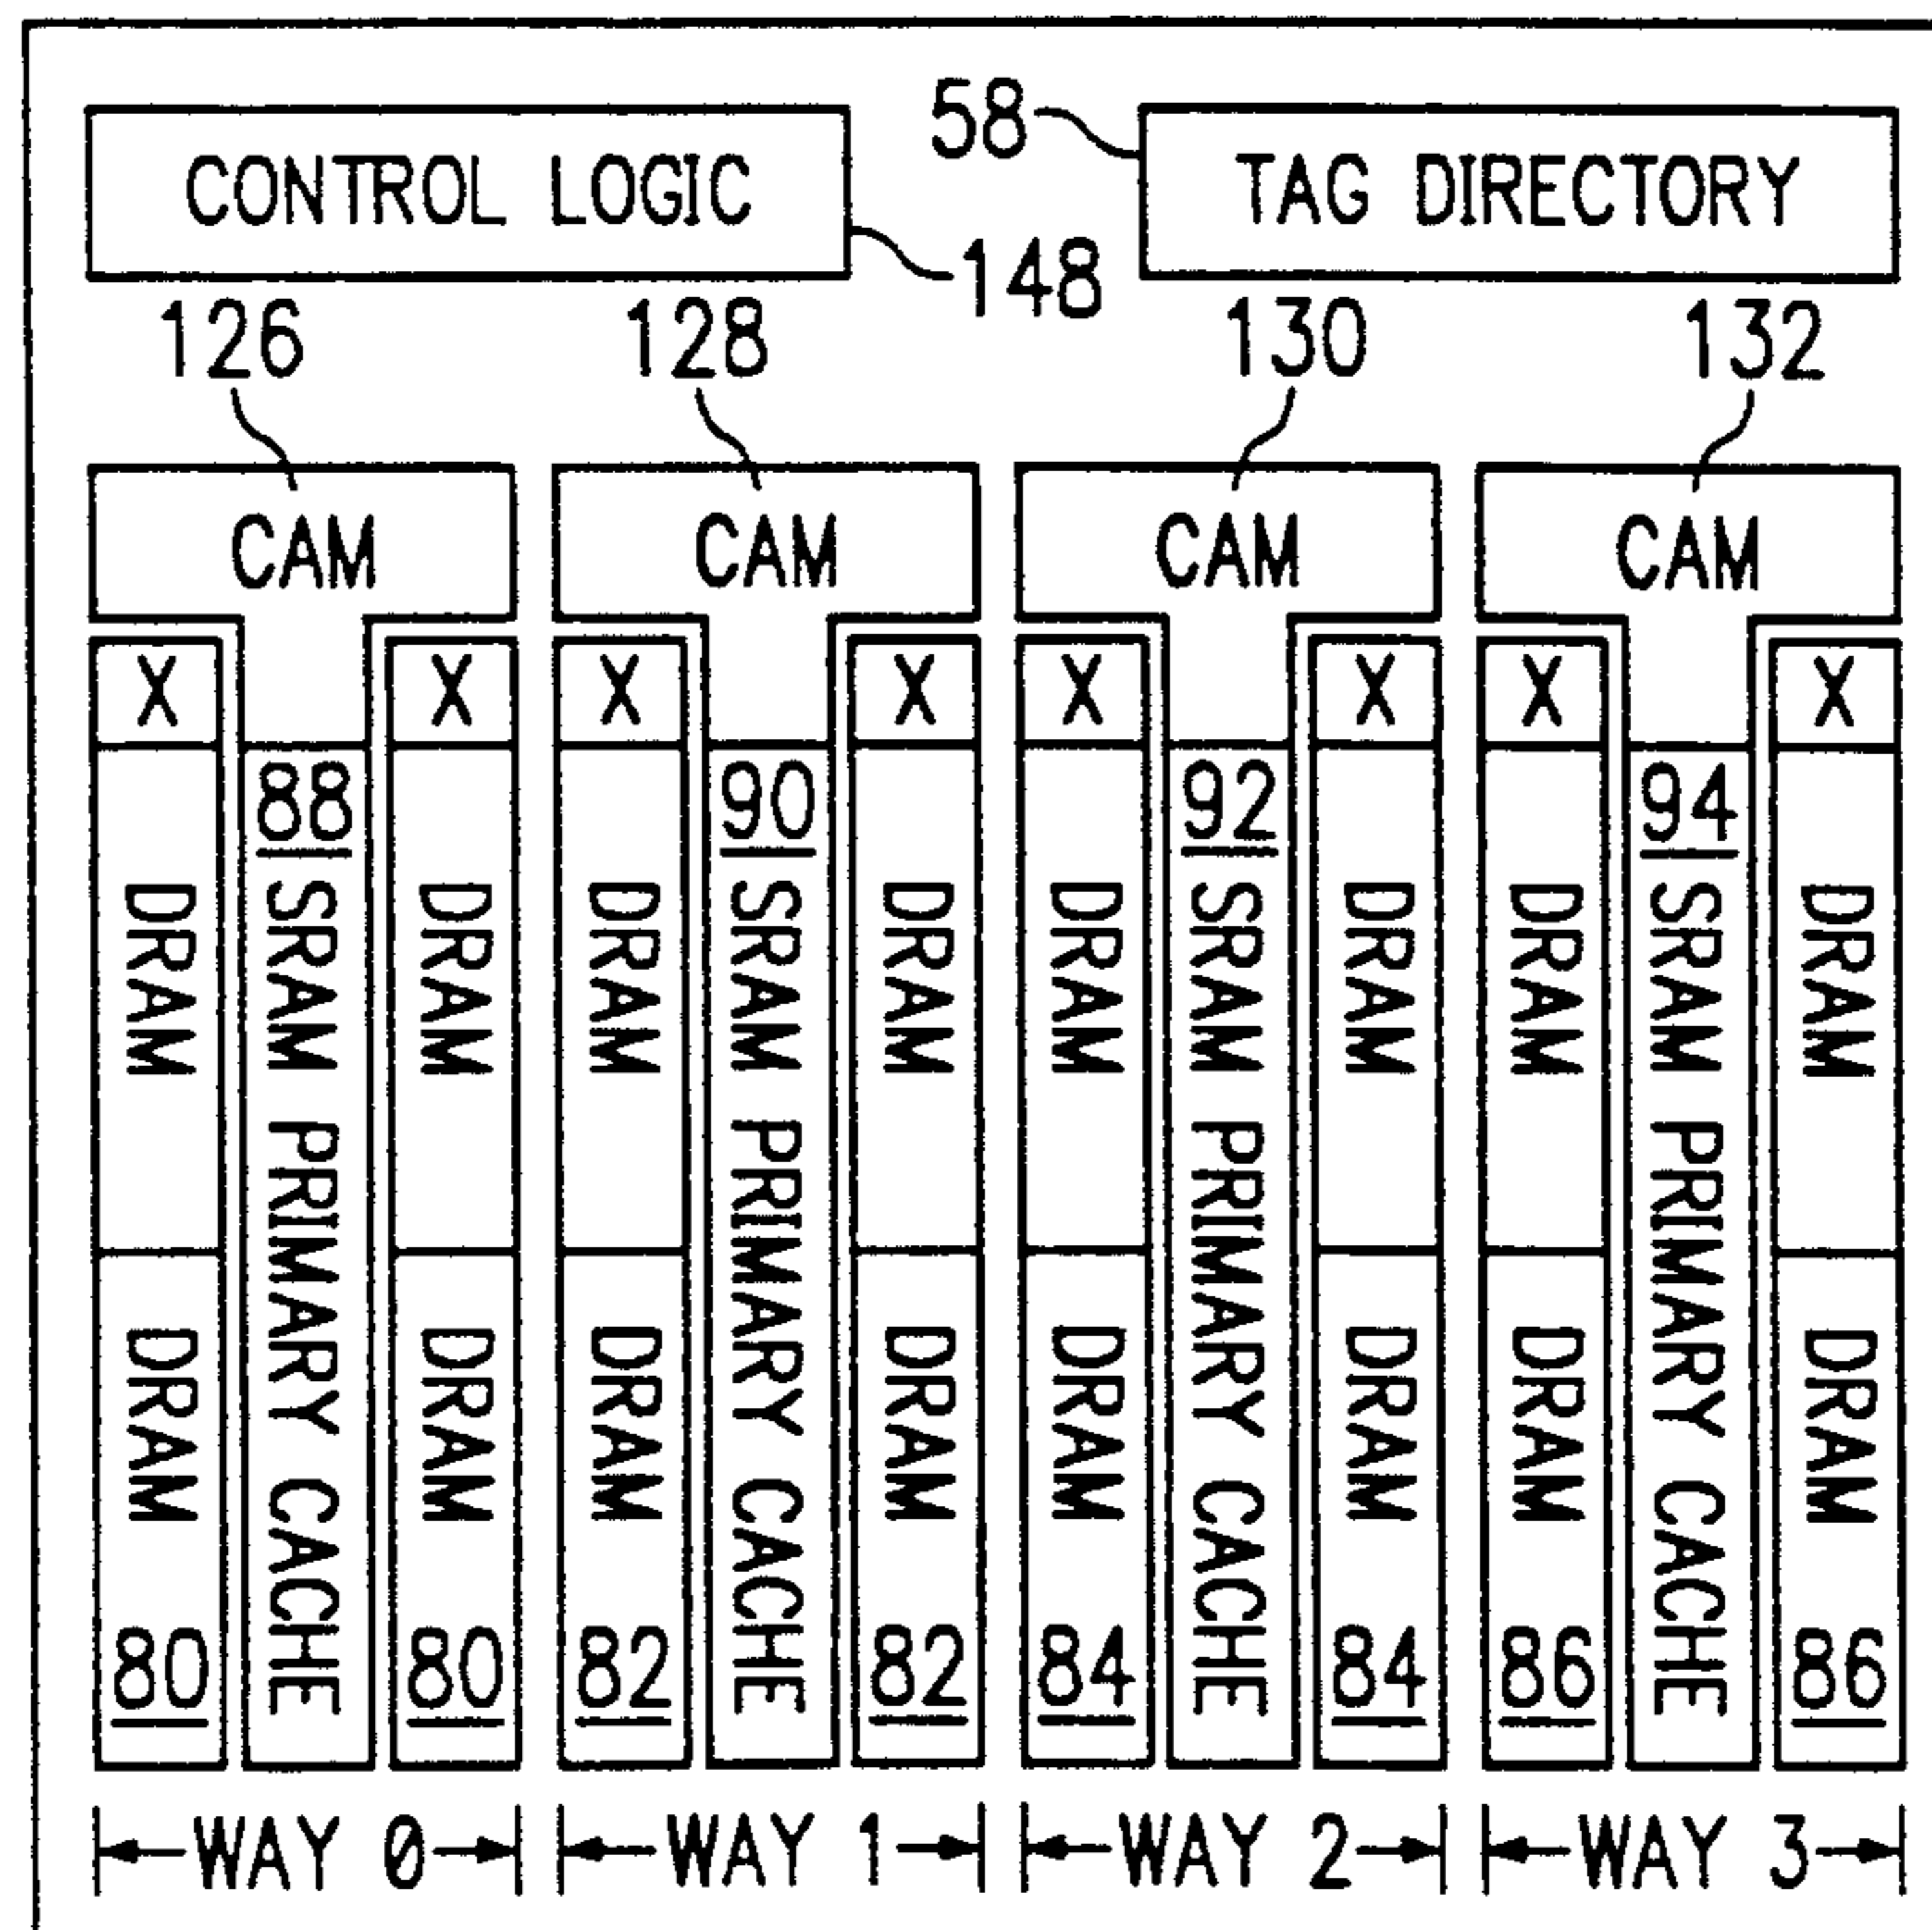 58
CONTROL LOGIC
TAG DIRECTORY
148
126
128
130
132
CAM
CAM
CAM
CAM
X
X
X
X
X
X
X
X
88
90
92
94
DRAM
SRAM PRIMARY CACHE
DRAM
DRAM
SRAM PRIMARY CACHE
DRAM
DRAM
SRAM PRIMARY CACHE
DRAM
DRAM
SRAM PRIMARY CACHE
DRAM
DRAM
DRAM
DRAM
DRAM
DRAM
DRAM
DRAM
DRAM
80
80
82
82
84
84
86
86
WAY 0
WAY 1
WAY 2
WAY 3